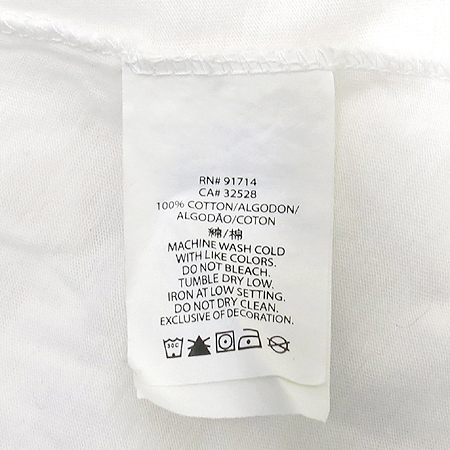 RN# 91714
CA# 32528
100% COTTON/ALGODON/
ALGODÃO/COTON
綿/棉
MACHINE WASH COLD
WITH LIKE COLORS.
DO NOT BLEACH.
TUMBLE DRY LOW.
IRON AT LOW SETTING.
DO NOT DRY CLEAN.
EXCLUSIVE OF DECORATION.